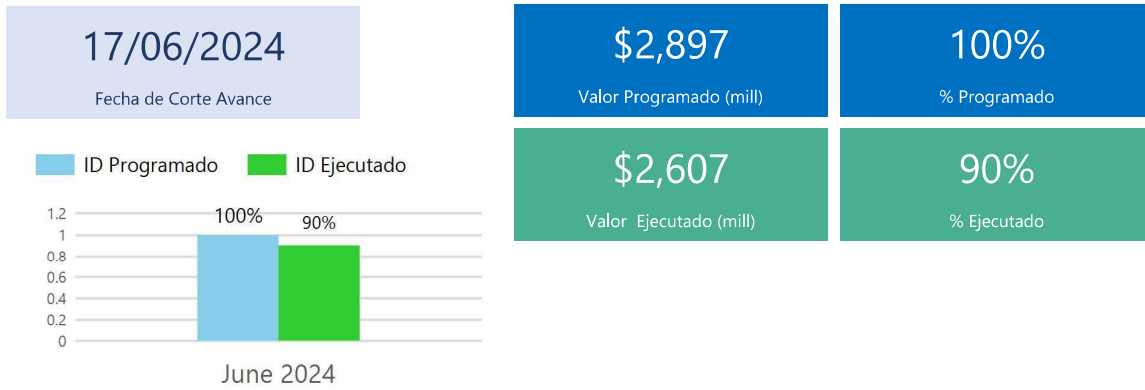 17/06/2024
Fecha de Corte Avance
$2,897
Valor Programado (mill)
100%
% Programado
$2,607
Valor  Ejecutado (mill)
90%
% Ejecutado
ID Programado
ID Ejecutado
1.2
1
0.8
0.6
0.4
0.2
0
100%
90%
June 2024